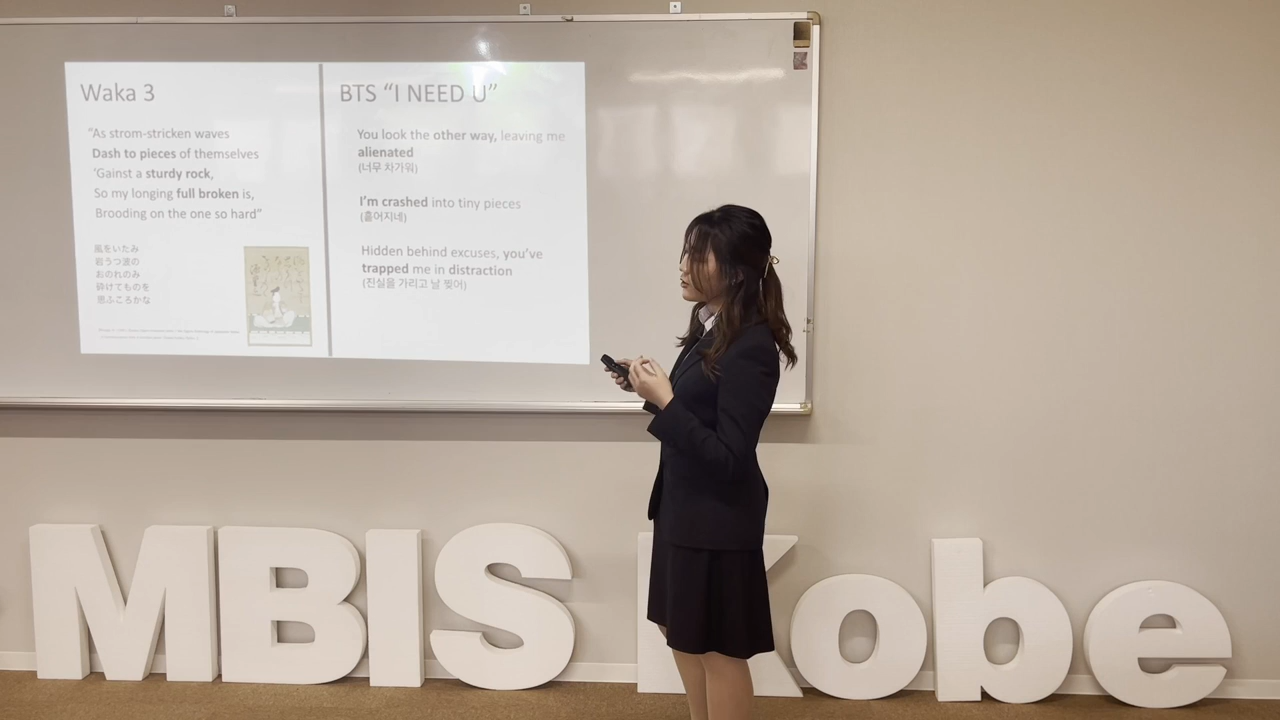 Waka 3
"As strom-stricken waves
Dash to pieces of themselves
'Gainst a sturdy rock,
So my longing full broken is,
Brooding on the one so hard"
風をいたみ
岩うつ波の
おのれのみ
砕けてものを
思ふころかな
BTS "I NEED U"
You look the other way, leaving me
alienated
(너무 차가워)
I'm crashed into tiny pieces
(흩어지네)
Hidden behind excuses, you've
trapped me in distraction
(진실을 가리고 날 찢어)
MBIS Kobe